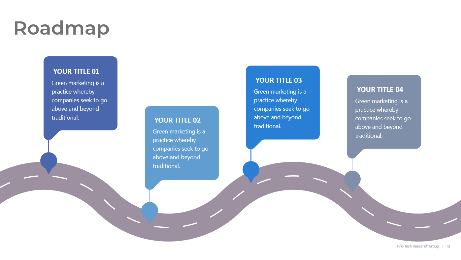 Roadmap
YOUR TITLE 01
Green marketing is a
practice whereby
companies seek to go
above and beyond
traditional.
YOUR TITLE 02
Green marketing is a
practice whereby
companies seek to go
above and beyond
traditional.
YOUR TITLE 03
Green marketing is a
practice whereby
companies seek to go
above and beyond
traditional.
YOUR TITLE 04
Green marketing is a
practice whereby
companies seek to go
above and beyond
traditional.